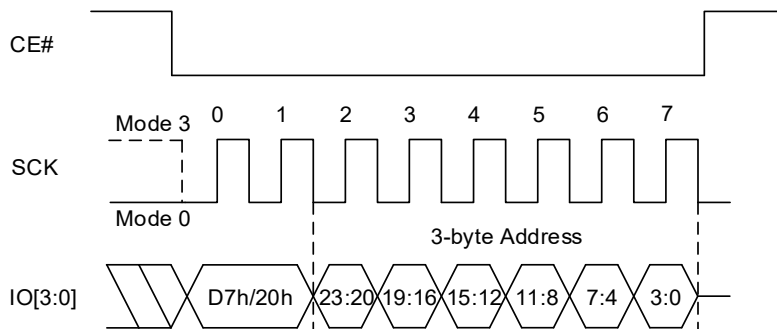 CE#
0 1 2 3 4 5 6 7
Mode 3
SCK
Mode 0
3-byte Address
IO[3:0] D7h/20h 23:20 19:16 15:12 11:8 7:4 3:0